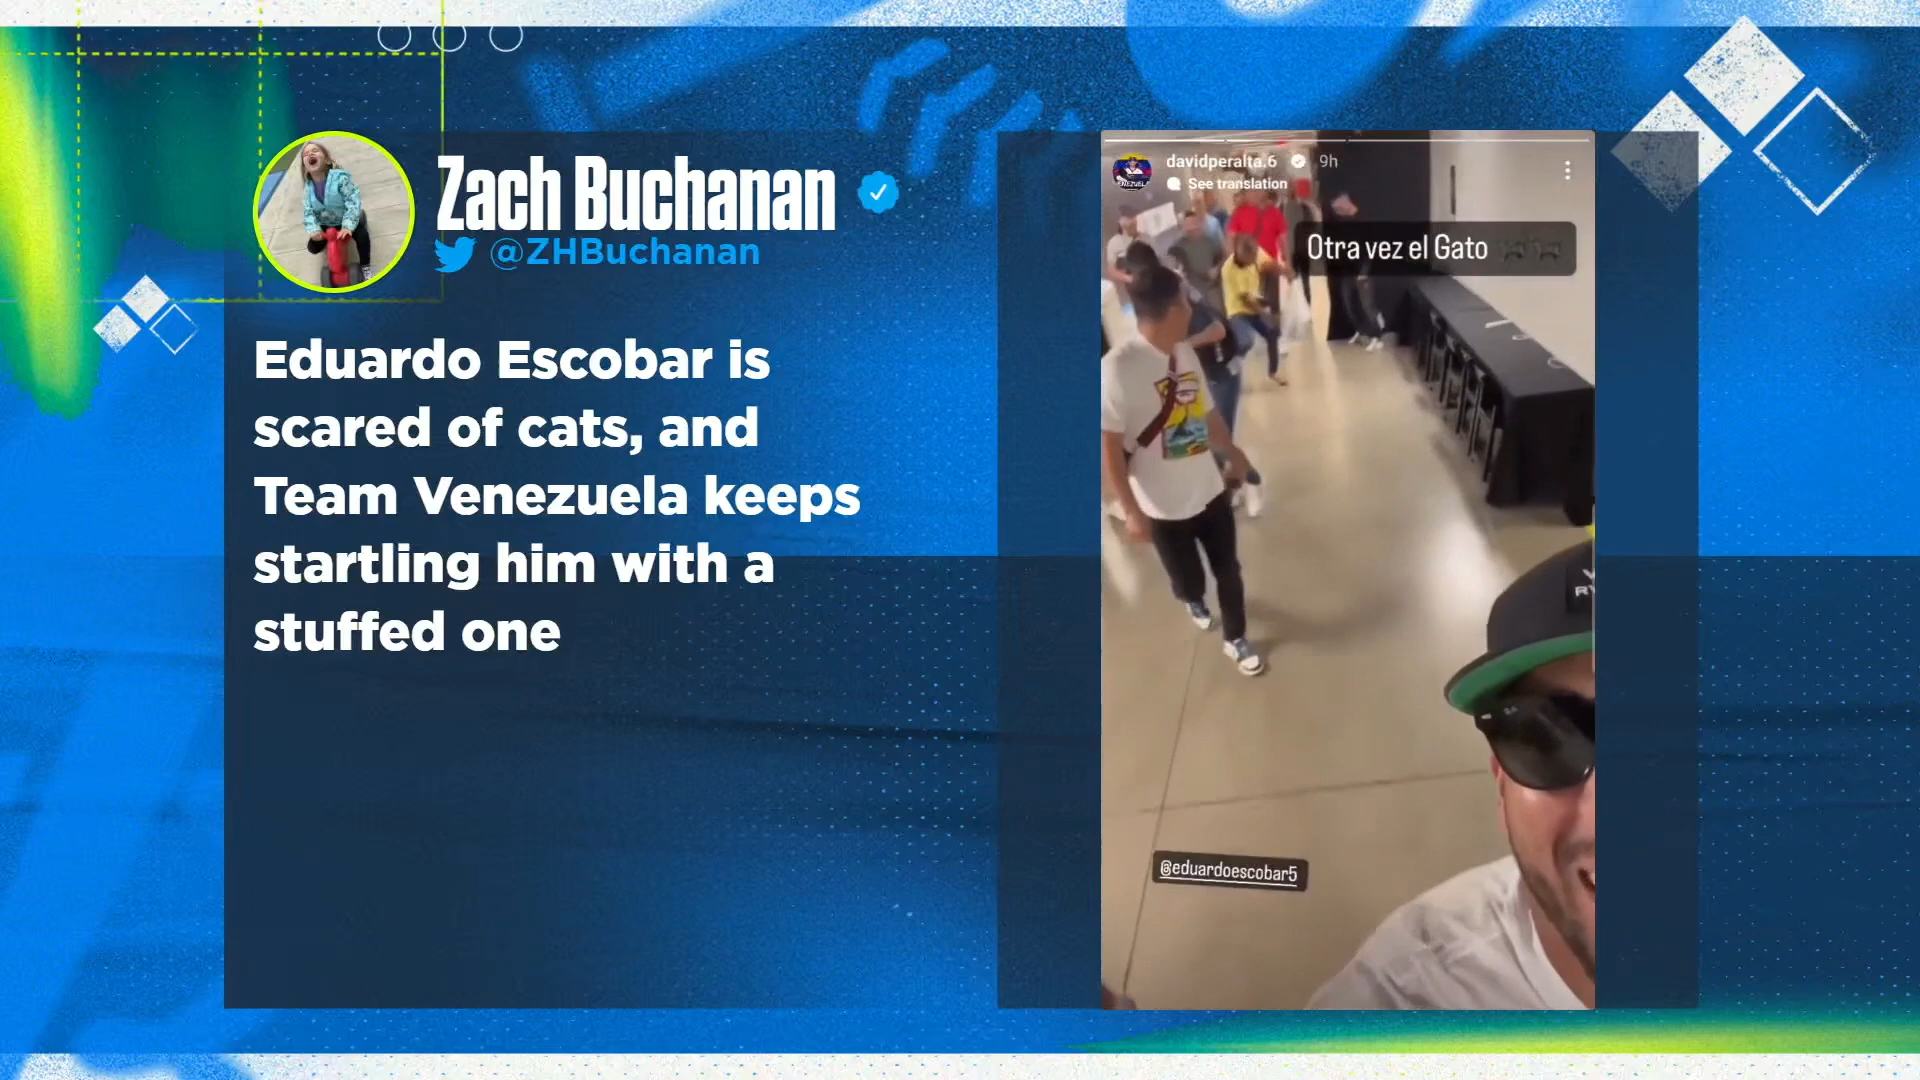 Zach Buchanan
@ZHBuchanan
Eduardo Escobar is
scared of cats, and
Team Venezuela keeps
startling him with a
stuffed one
davidperalta.6 9h
See translation
Otra vez el Gato
@eduardoescobar5